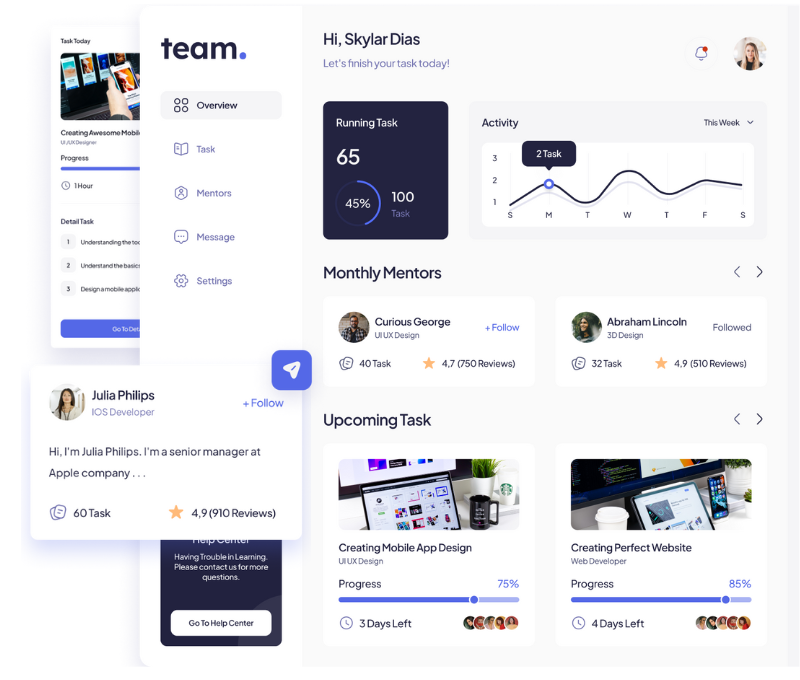 Task Today
Creating Awesome Mobil
UI /UX Designer
Progress
1 Hour
Detail Task
1 Understanding the too
2 Understand the basics
3 Design a mobile applic
Go To Det
team.
Overview
Task
Mentors
Message
Settings
Julia Philips
IOS Developer
+ Follow
Hi, I'm Julia Philips. I'm a senior manager at
Apple company . . .
60 Task
4,9 (910 Reviews)
Help Center
Having Trouble in Learning.
Please contact us for more
questions.
Go To Help Center
Hi, Skylar Dias
Let's finish your task today!
Running Task
65
45%
100
Task
Activity
This Week
2 Task
3
2
1
S M T W T F S
Monthly Mentors
Curious George
UI UX Design
+ Follow
40 Task
4,7 (750 Reviews)
Abraham Lincoln
3D Design
Followed
32 Task
4,9 (510 Reviews)
Upcoming Task
Creating Mobile App Design
UI UX Design
Progress 75%
3 Days Left
Creating Perfect Website
Web Developer
Progress 85%
4 Days Left